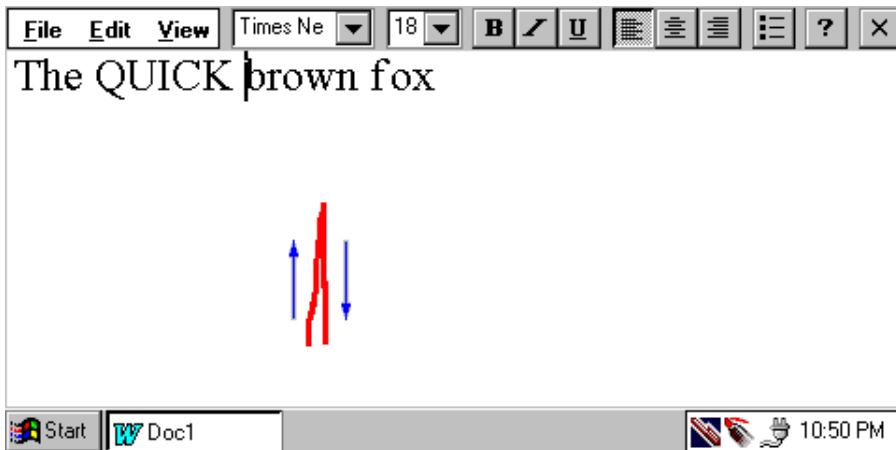 File Edit View Times Ne 18 B I U ? ×
The QUICK brown fox
Start W Doc1 10:50 PM